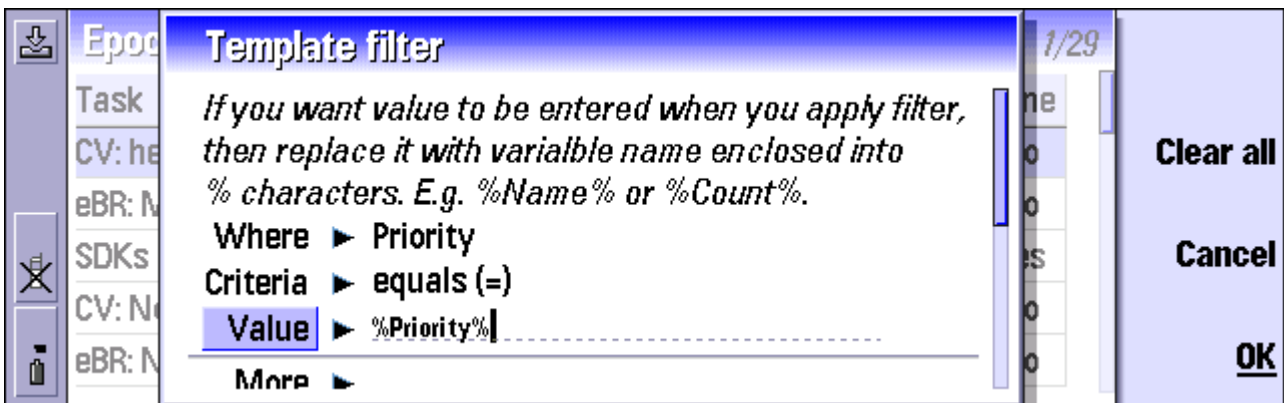 Epoc
Template filter
1/29
Task
If you want value to be entered when you apply filter,
ne
CV: he
then replace it with varialble name enclosed into
o
Clear all
eBR: N
% characters. E.g. %Name% or %Count%.
o
Where ► Priority
SDKs
es
Cancel
Criteria ► equals (=)
CV: No
o
Value ► %Priority%
eBR: N
o
OK
More ►